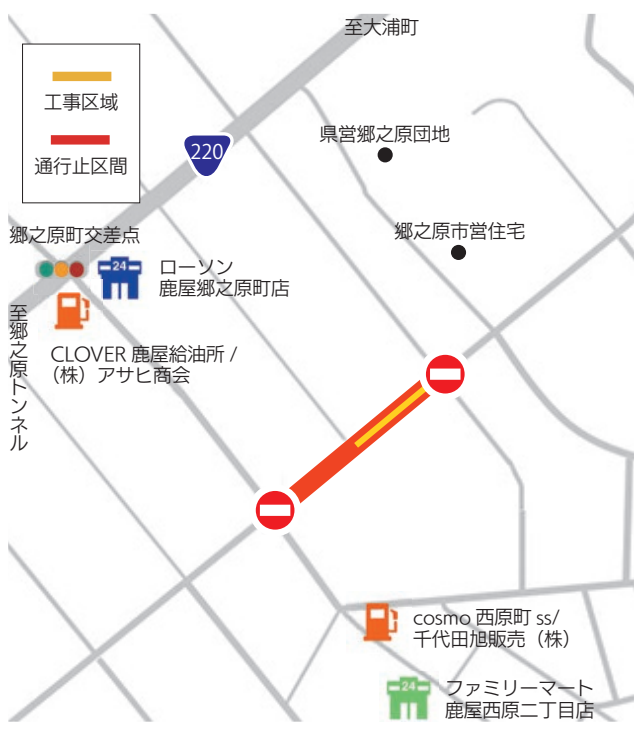 至大浦町
工事区域
通行止区間
220
県営郷之原団地
郷之原市営住宅
郷之原町交差点
24
ローソン
鹿屋郷之原町店
CLOVER 鹿屋給油所 /
（株）アサヒ商会
至郷之原トンネル
cosmo 西原町 ss/
千代田旭販売（株）
24
ファミリーマート
鹿屋西原二丁目店